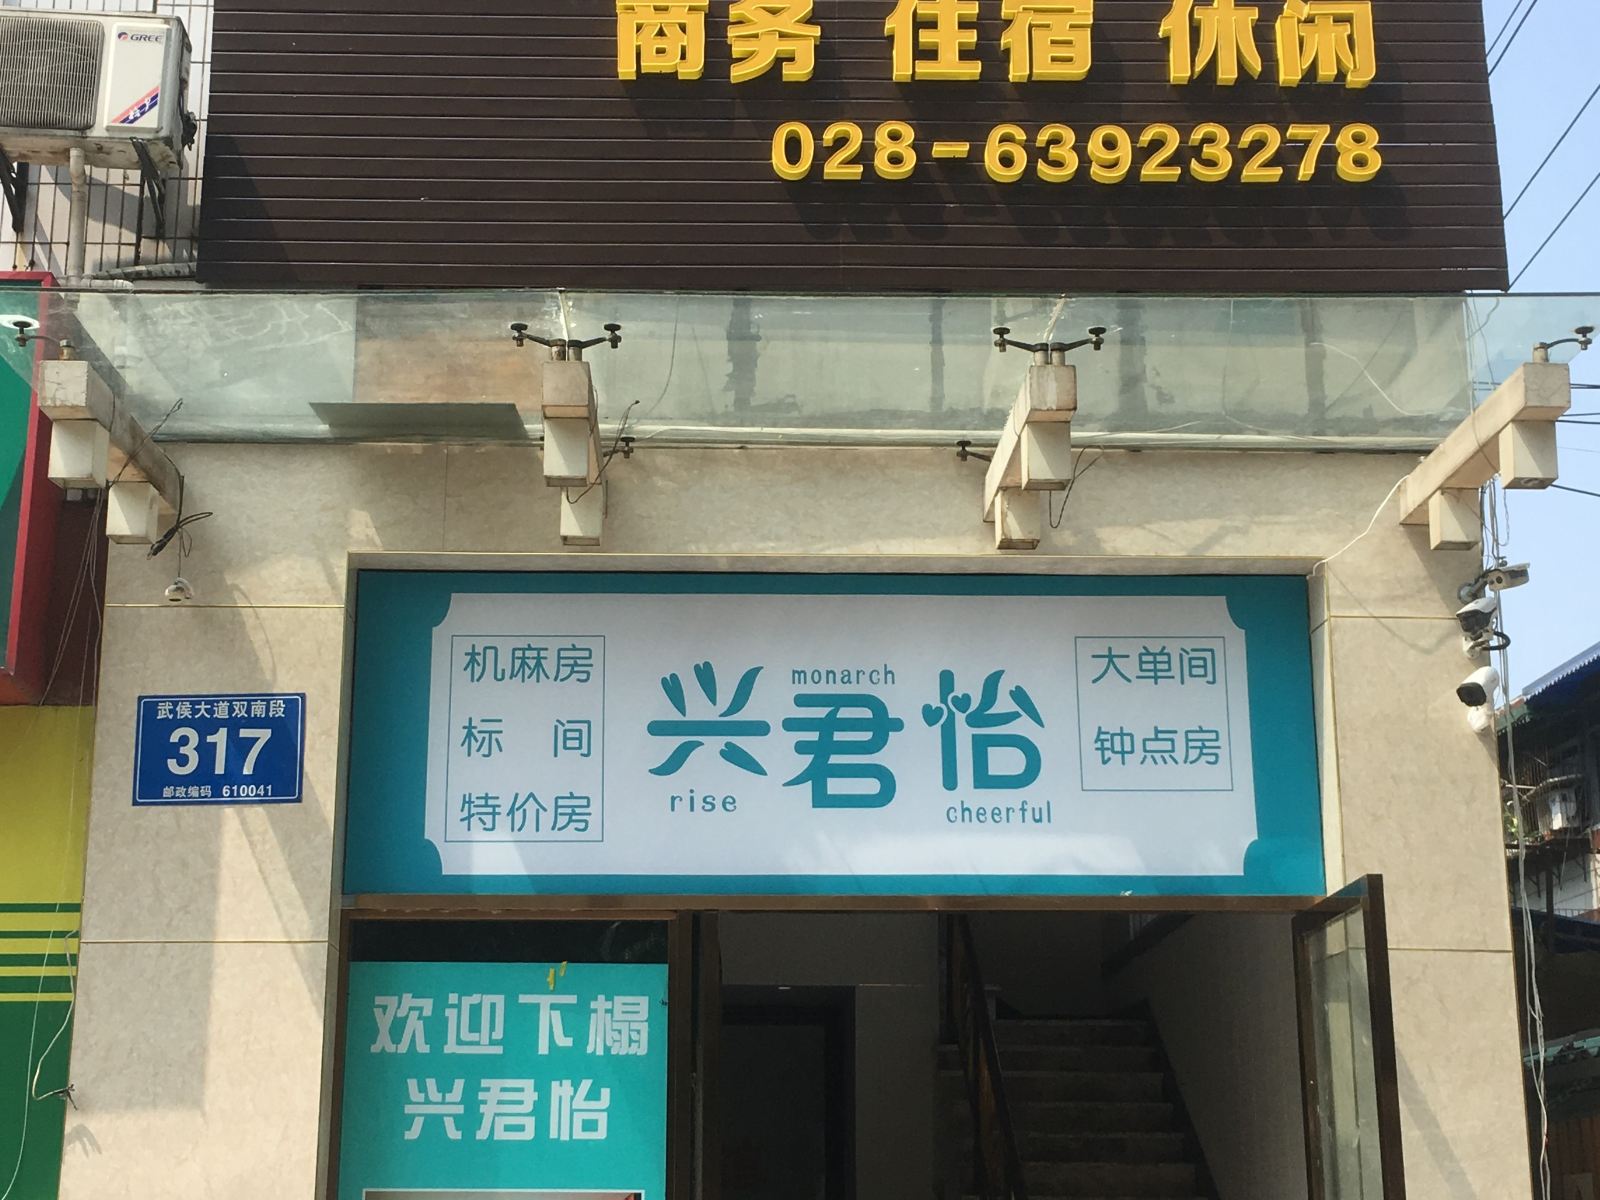 GREE
商务 住宿 休闲
028-63923278
武侯大道双南段
317
邮政编码 610041
机麻房
标 间
特价房
兴君怡
rise
monarch
cheerful
大单间
钟点房
欢迎下榻
兴君怡